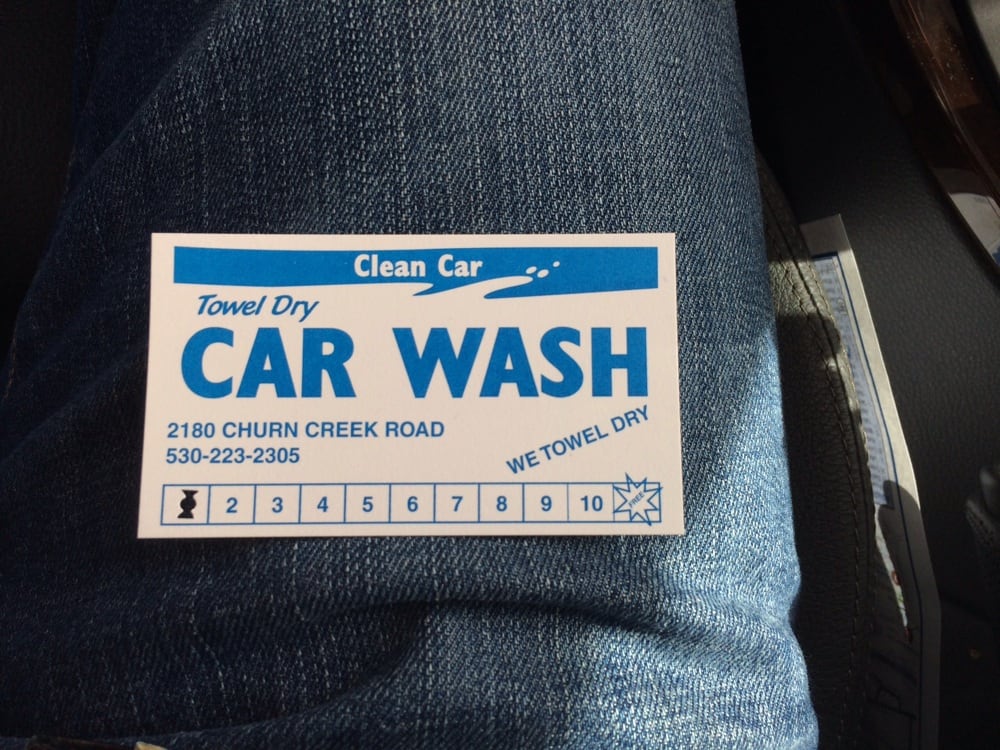 Clean Car
Towel Dry
CAR WASH
2180 CHURN CREEK ROAD
530-223-2305
WE TOWEL DRY
2 3 4 5 6 7 8 9 10 FREE